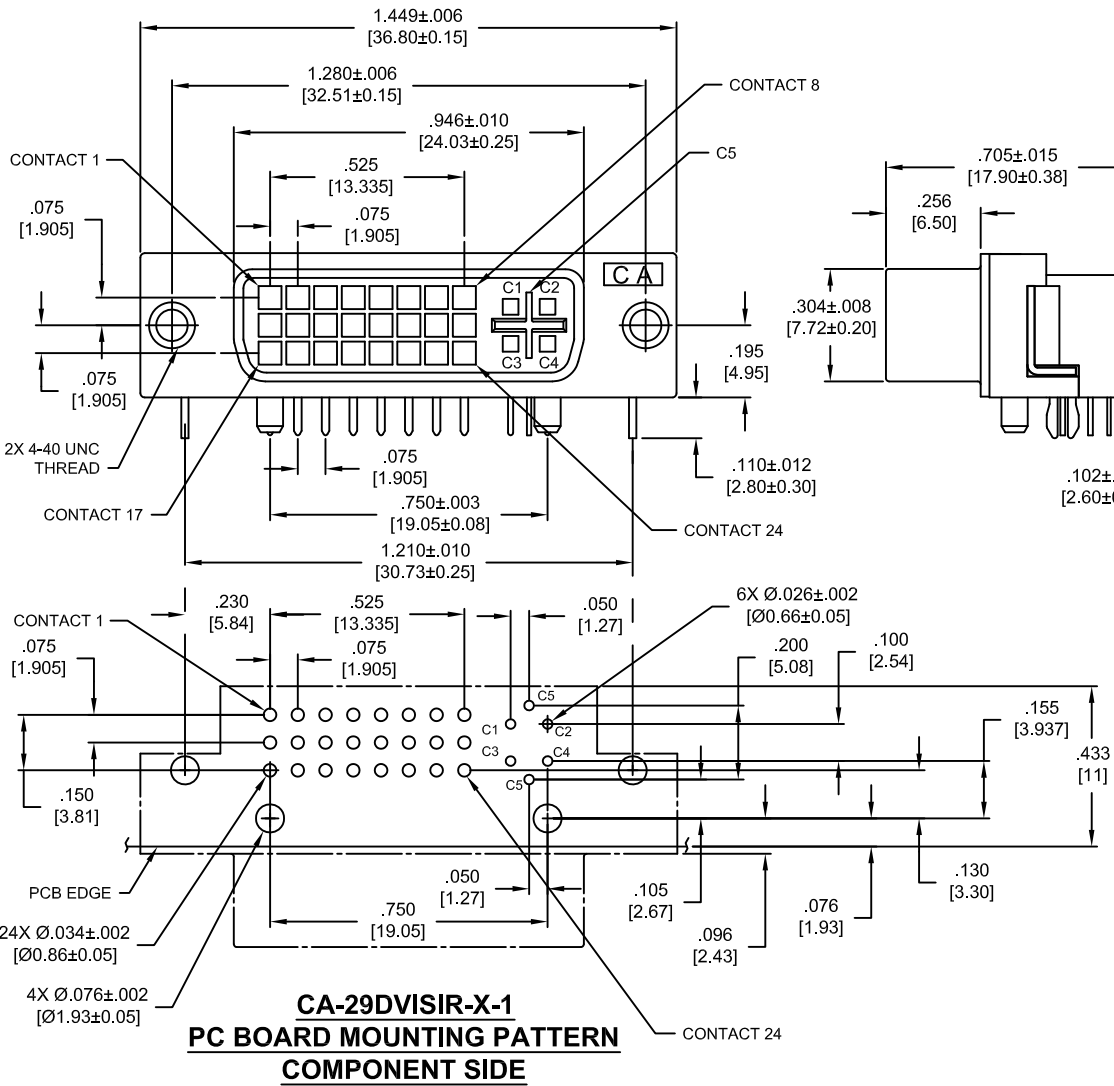 1.449±.006
[36.80±0.15]
1.280±.006
[32.51±0.15]
CONTACT 8
.946±.010
[24.03±0.25]
CONTACT 1
C5
.525
[13.335]
.705±.015
[17.90±0.38]
.075
[1.905]
.075
[1.905]
.256
[6.50]
CA
C1
C2
C3
C4
.304±.008
[7.72±0.20]
.195
[4.95]
.075
[1.905]
2X 4-40 UNC
THREAD
.075
[1.905]
.110±.012
[2.80±0.30]
.102±.
[2.60±0
CONTACT 17
.750±.003
[19.05±0.08]
CONTACT 24
1.210±.010
[30.73±0.25]
CONTACT 1
.230
[5.84]
.525
[13.335]
.050
[1.27]
6X Ø.026±.002
[Ø0.66±0.05]
.075
[1.905]
.075
[1.905]
.200
[5.08]
.100
[2.54]
C5
C1
C2
C3
C4
C5
.155
[3.937]
.433
[11]
.150
[3.81]
PCB EDGE
.050
[1.27]
.105
[2.67]
.130
[3.30]
.076
[1.93]
.096
[2.43]
.750
[19.05]
24X Ø.034±.002
[Ø0.86±0.05]
4X Ø.076±.002
[Ø1.93±0.05]
CONTACT 24
CA-29DVISIR-X-1
PC BOARD MOUNTING PATTERN
COMPONENT SIDE